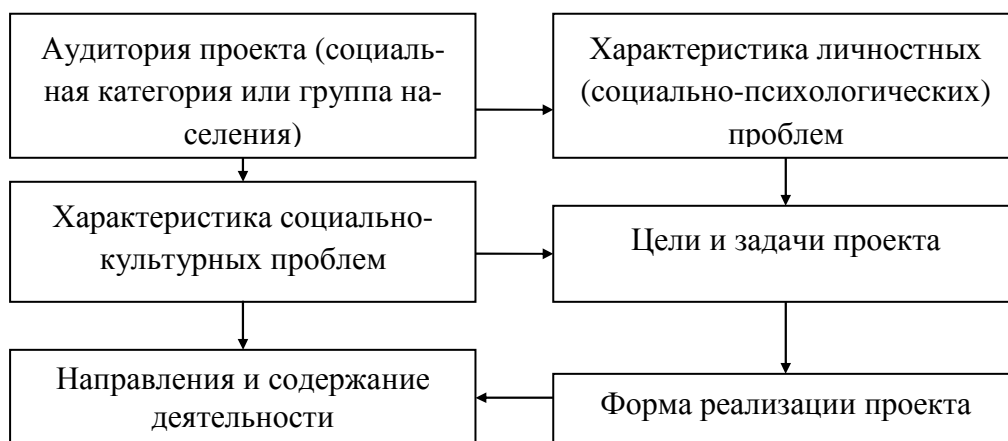 Аудитория проекта (социаль-
ная категория или группа на-
селения)
Характеристика личностных
(социально-психологических)
проблем
Характеристика социально-
культурных проблем
Цели и задачи проекта
Направления и содержание
деятельности
Форма реализации проекта